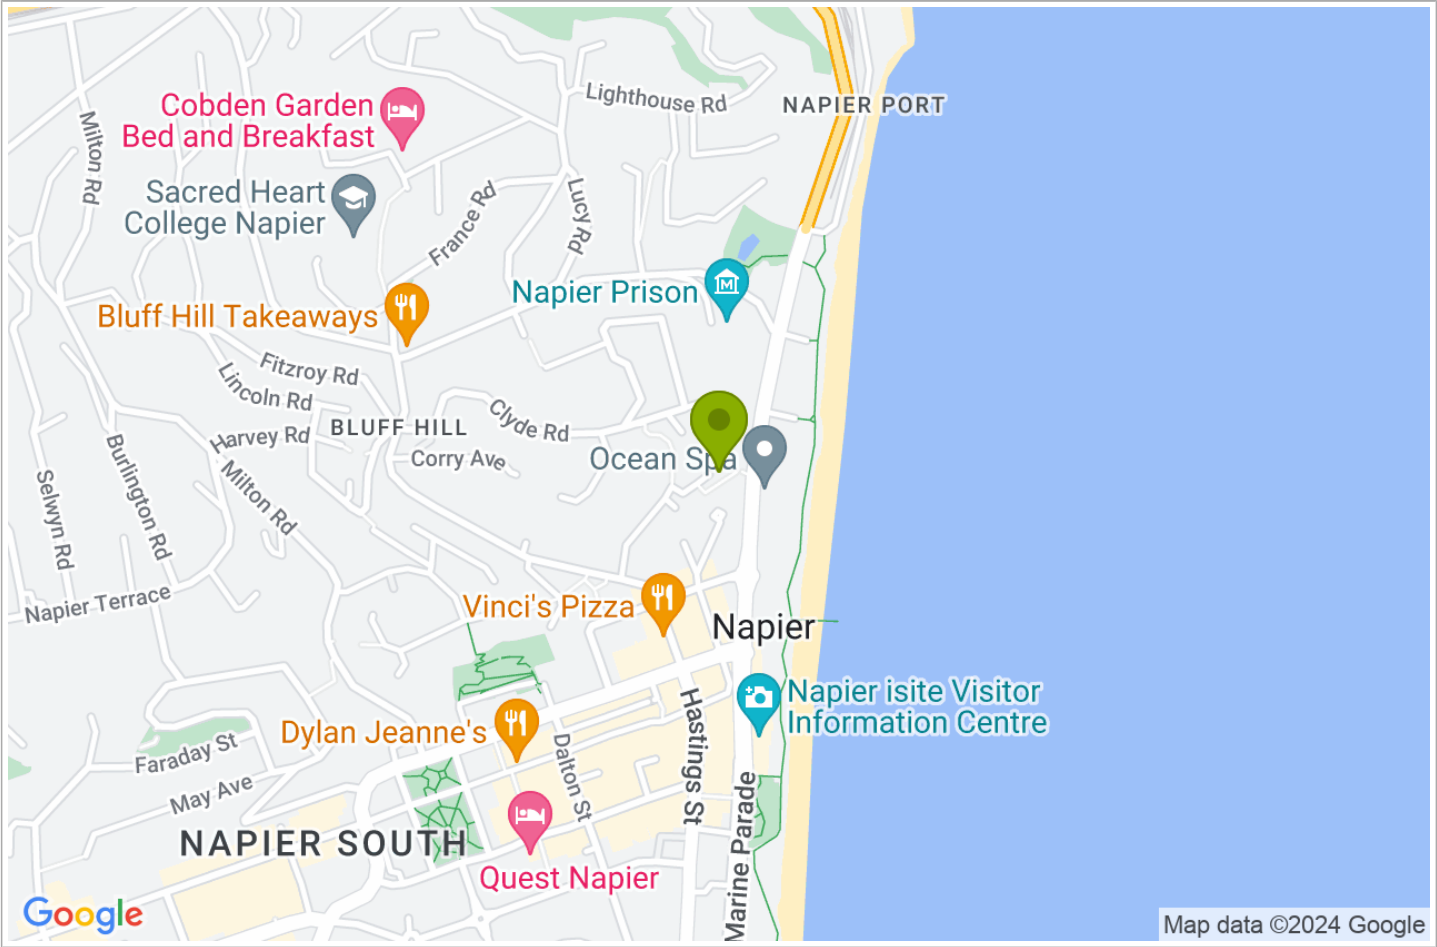 Lighthouse Rd
NAPIER PORT
Cobden Garden
Bed and Breakfast
Milton Rd
Sacred Heart
College Napier
France Rd
Lucy Rd
Napier Prison
Bluff Hill Takeaways
Fitzroy Rd
Lincoln Rd
Harvey Rd
BLUFF HILL
Clyde Rd
Corry Ave
Ocean Spa
Selwyn Rd
Burlington Rd
Milton Rd
Napier Terrace
Vinci's Pizza
Napier
Napier isite Visitor
Information Centre
Hastings St
Dylan Jeanne's
Dalton St
Faraday St
May Ave
Marine Parade
NAPIER SOUTH
Quest Napier
Google
Map data ©2024 Google